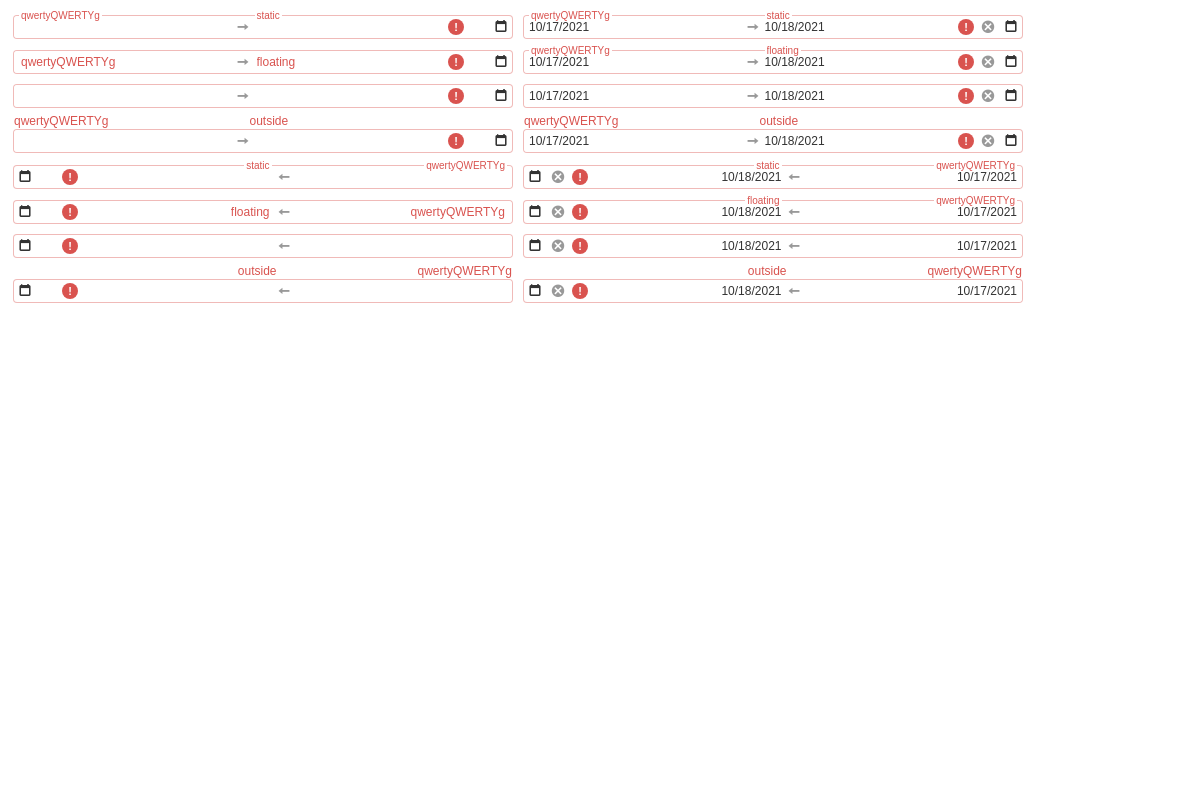 qwertyQWERTYg static qwertyQWERTYg static
10/17/2021 10/18/2021
qwertyQWERTYg floating
qwertyQWERTYg floating 10/17/2021 10/18/2021
10/17/2021 10/18/2021
qwertyQWERTYg outside qwertyQWERTYg outside
10/17/2021 10/18/2021
static qwertyQWERTYg static qwertyQWERTYg
10/18/2021 10/17/2021
floating qwertyQWERTYg
floating qwertyQWERTYg 10/18/2021 10/17/2021
10/18/2021 10/17/2021
outside qwertyQWERTYg outside qwertyQWERTYg
10/18/2021 10/17/2021